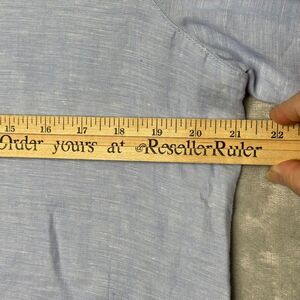 15 16 17 18 19 20 21 22
Order yours at @ResellerRuler